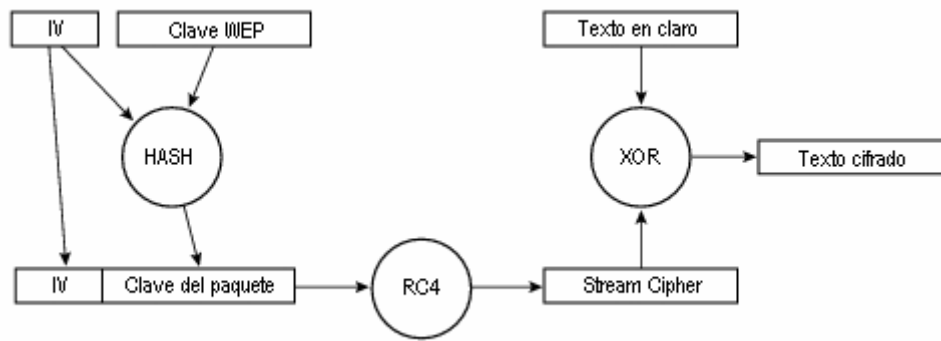 IV
Clave WEP
Texto en claro
HASH
XOR
Texto cifrado
IV
Clave del paquete
RC4
Stream Cipher